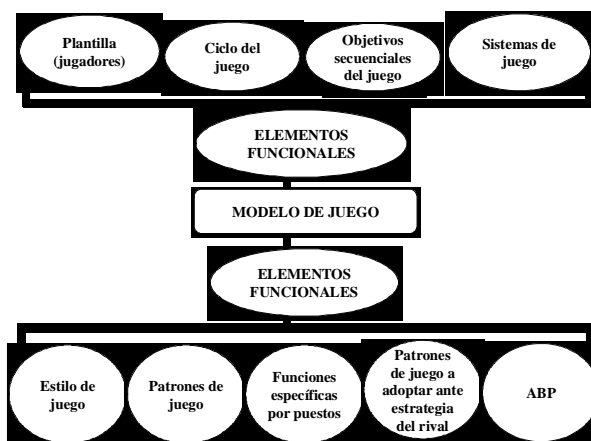 Plantilla
(jugadores)
Ciclo del
juego
Objetivos
secuenciales
del juego
Sistemas de
juego
ELEMENTOS
FUNCIONALES
MODELO DE JUEGO
ELEMENTOS
FUNCIONALES
Estilo de
juego
Patrones de
juego
Funciones
específicas
por puestos
Patrones
de juego a
adoptar ante
estrategia
del rival
ABP